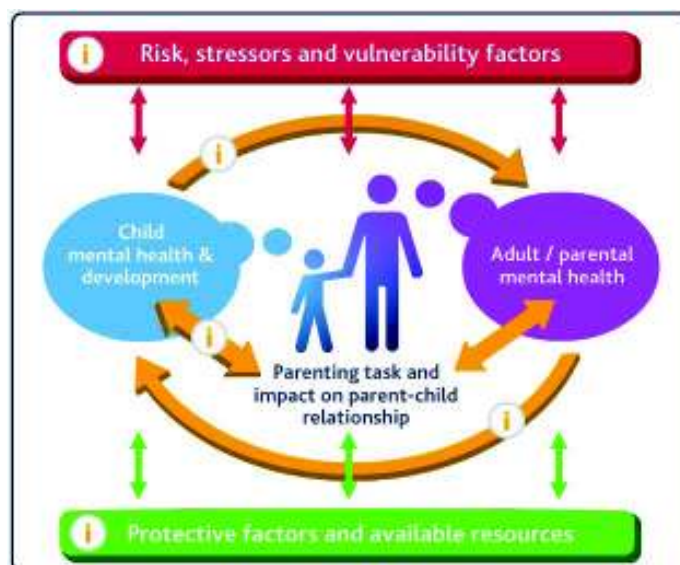 i Risk, stressors and vulnerability factors
i
Child
mental health &
development
Adult / parental
mental health
i
Parenting task and
impact on parent-child
relationship
i
i Protective factors and available resources